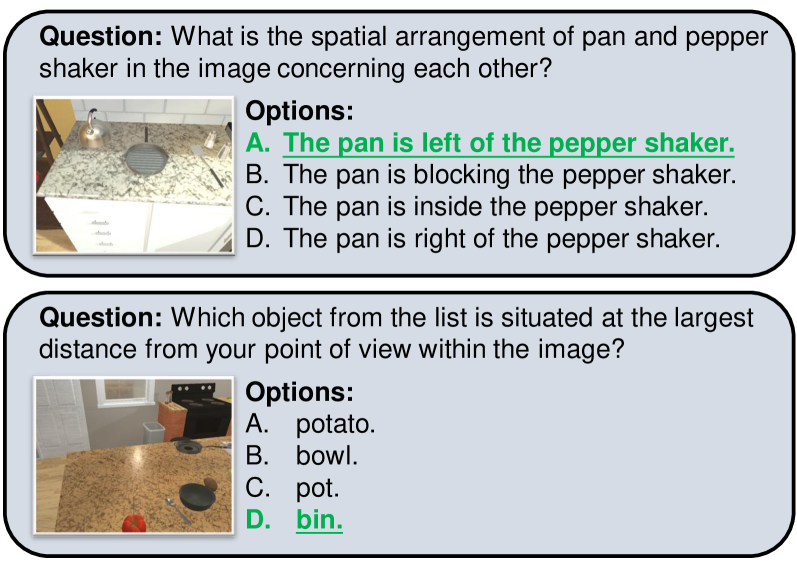 Question: What is the spatial arrangement of pan and pepper
shaker in the image concerning each other?
Options:
A. The pan is left of the pepper shaker.
B. The pan is blocking the pepper shaker.
C. The pan is inside the pepper shaker.
D. The pan is right of the pepper shaker.
Question: Which object from the list is situated at the largest
distance from your point of view within the image?
Options:
A. potato.
B. bowl.
C. pot.
D. bin.